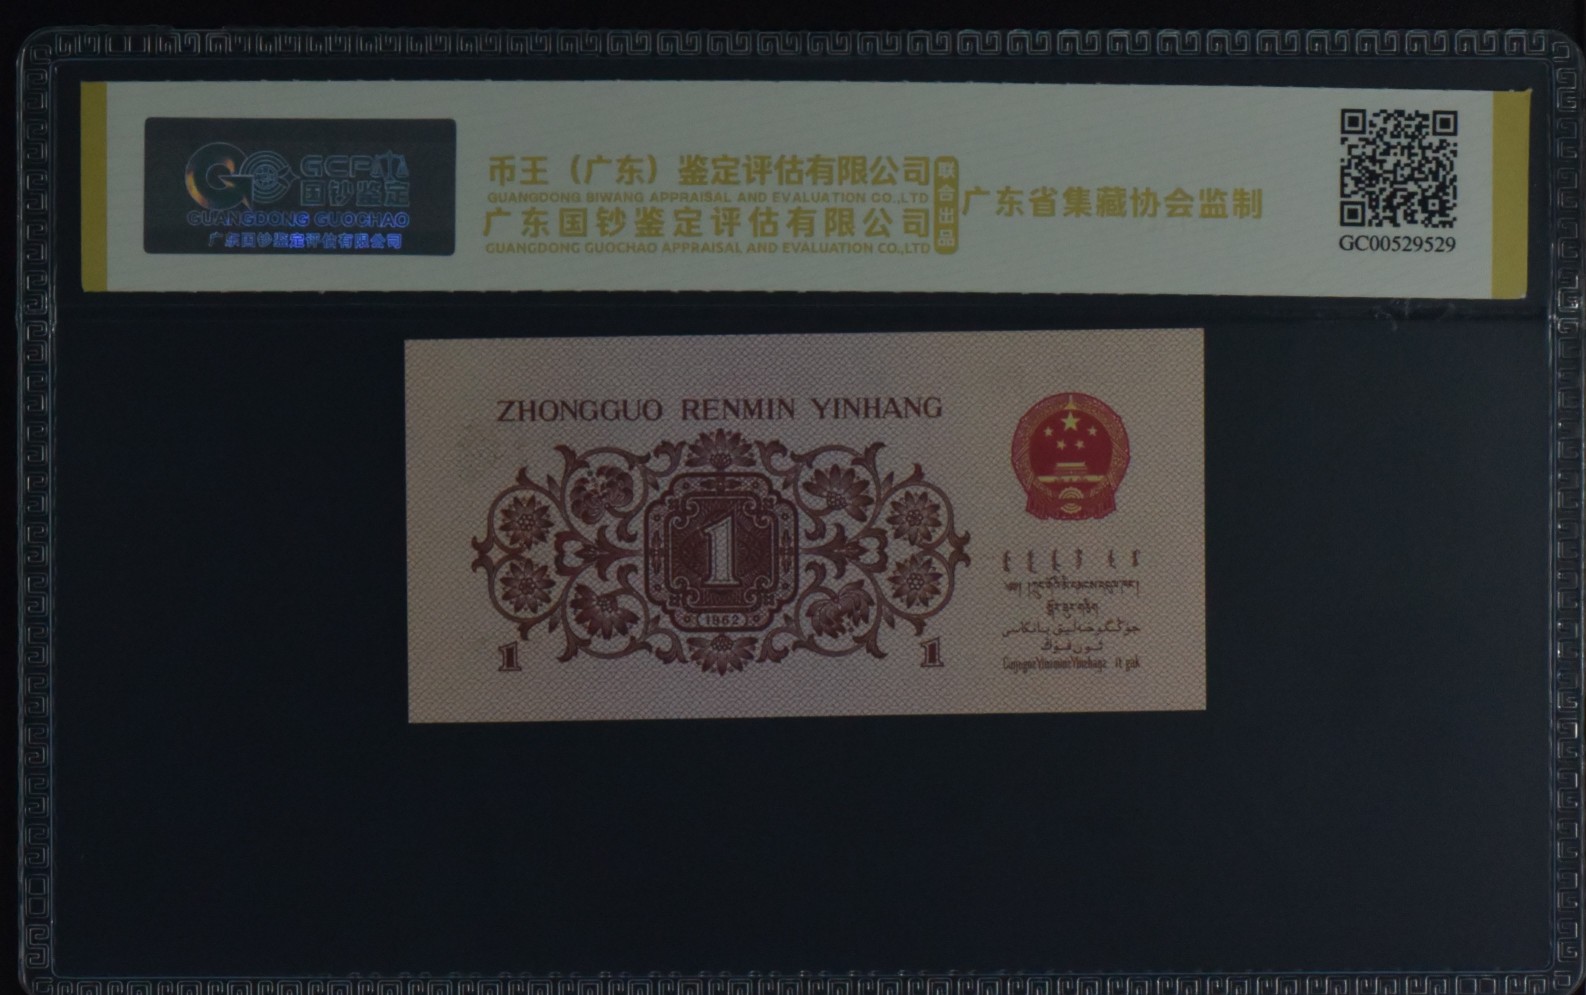 GCPA
国钞鉴定
GUANGDONG GUOCHAO
广东国钞鉴定评估有限公司
币王（广东）鉴定评估有限公司
GUANGDONG BIWANG APPRAISAL AND EVALUATION CO.,LTD
广东国钞鉴定评估有限公司
GUANGDONG GUOCHAO APPRAISAL AND EVALUATION CO.,LTD
联合出品
广东省集藏协会监制
GC00529529
ZHONGGUO RENMIN YINHANG
1
1962
1
1